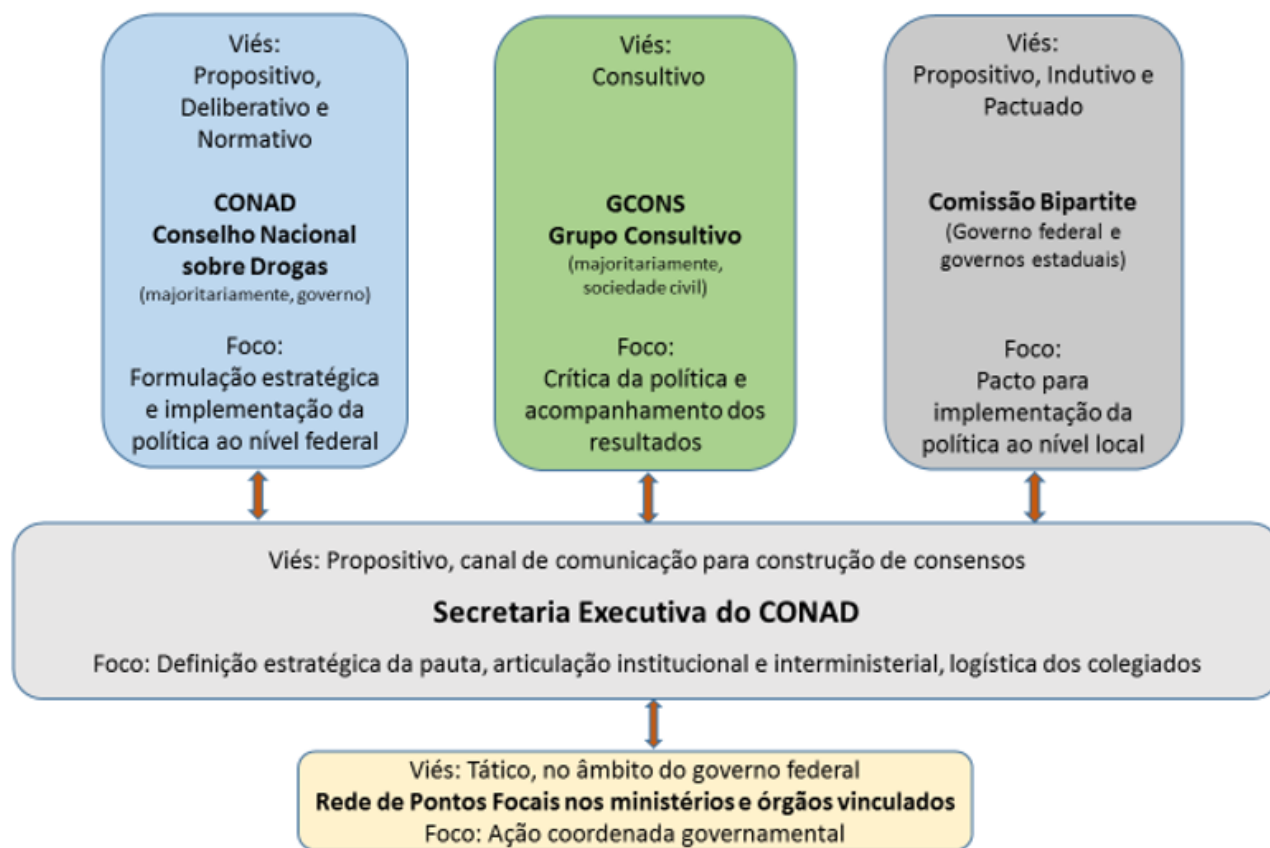 Viés:
Propositivo,
Deliberativo e
Normativo
CONAD
Conselho Nacional
sobre Drogas
(majoritariamente, governo)
Foco:
Formulação estratégica
e implementação da
política ao nível federal
Viés:
Consultivo
GCONS
Grupo Consultivo
(majoritariamente,
sociedade civil)
Foco:
Crítica da política e
acompanhamento dos
resultados
Viés:
Propositivo, Indutivo e
Pactuado
Comissão Bipartite
(Governo federal e
governos estaduais)
Foco:
Pacto para
implementação da
política ao nível local
Viés: Propositivo, canal de comunicação para construção de consensos
Secretaria Executiva do CONAD
Foco: Definição estratégica da pauta, articulação institucional e interministerial, logística dos colegiados
Viés: Tático, no âmbito do governo federal
Rede de Pontos Focais nos ministérios e órgãos vinculados
Foco: Ação coordenada governamental